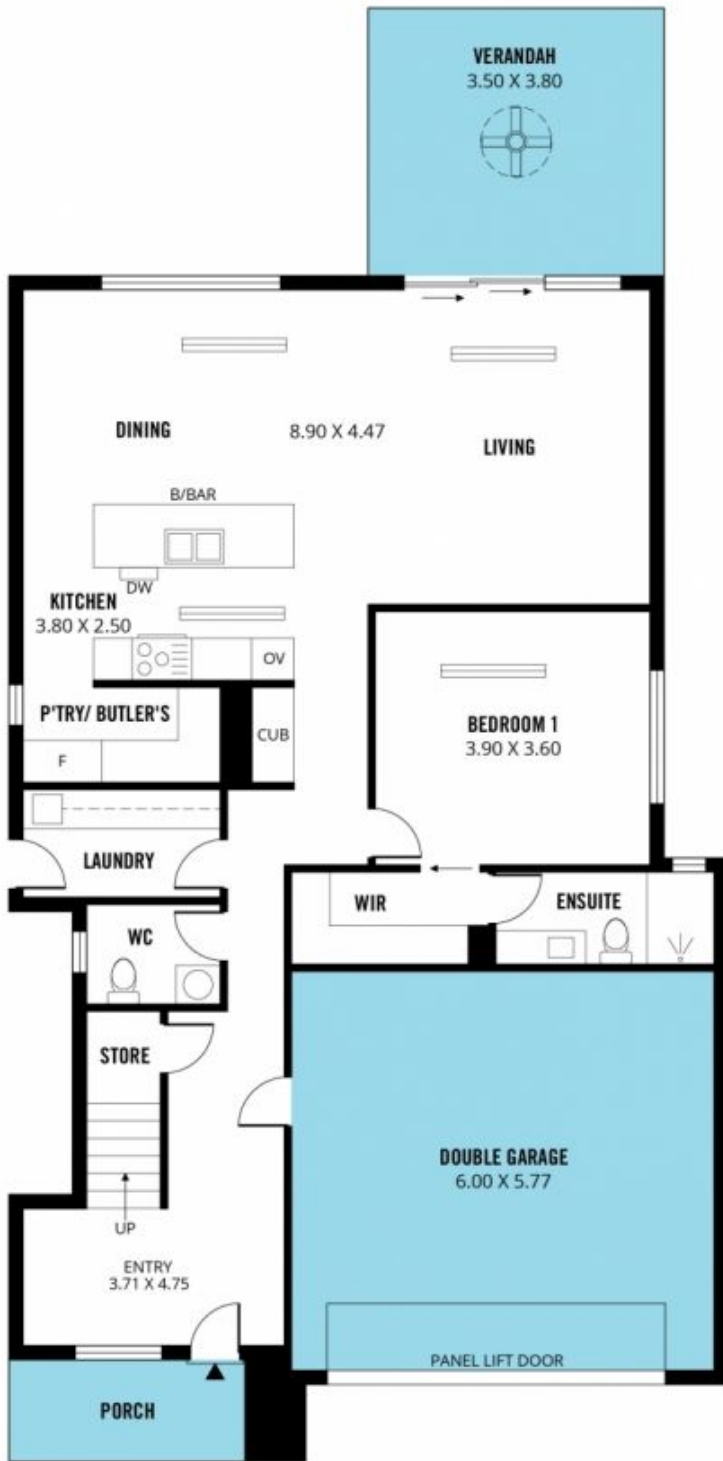 VERANDAH
3.50 X 3.80
DINING
8.90 X 4.47
LIVING
B/BAR
DW
KITCHEN
3.80 X 2.50
OV
P'TRY/ BUTLER'S
F
CUB
BEDROOM 1
3.90 X 3.60
LAUNDRY
WIR
ENSUITE
WC
STORE
UP
ENTRY
3.71 X 4.75
DOUBLE GARAGE
6.00 X 5.77
PANEL LIFT DOOR
PORCH